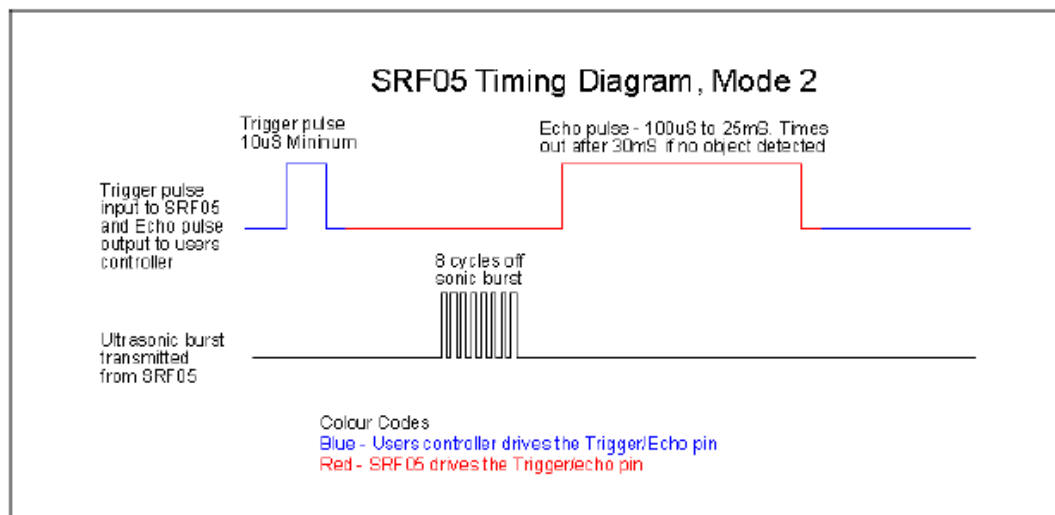 SRF05 Timing Diagram, Mode 2
Trigger pulse
10uS Mininum
Echo pulse - 100uS to 25mS. Times
out after 30mS if no object detected
Trigger pulse
input to SRF05
and Echo pulse
output to users
controller
8 cycles off
sonic burst
Ultrasonic burst
transmitted
from SRF05
Colour Codes
Blue - Users controller drives the Trigger/Echo pin
Red - SRF05 drives the Trigger/echo pin